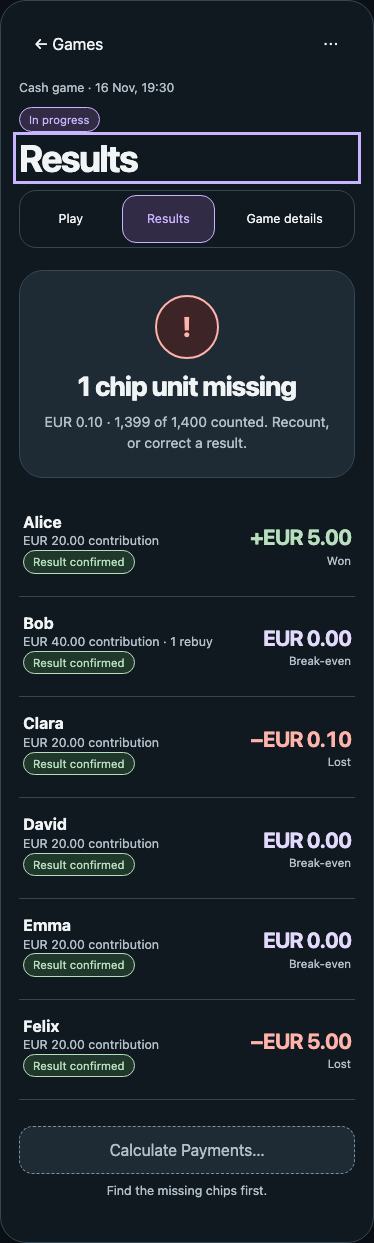 ← Games ···
Cash game · 16 Nov, 19:30
In progress
Results
Play Results Game details
!
1 chip unit missing
EUR 0.10 · 1,399 of 1,400 counted. Recount,
or correct a result.
Alice
EUR 20.00 contribution
Result confirmed
+EUR 5.00
Won
Bob
EUR 40.00 contribution · 1 rebuy
Result confirmed
EUR 0.00
Break-even
Clara
EUR 20.00 contribution
Result confirmed
−EUR 0.10
Lost
David
EUR 20.00 contribution
Result confirmed
EUR 0.00
Break-even
Emma
EUR 20.00 contribution
Result confirmed
EUR 0.00
Break-even
Felix
EUR 20.00 contribution
Result confirmed
−EUR 5.00
Lost
Calculate Payments...
Find the missing chips first.